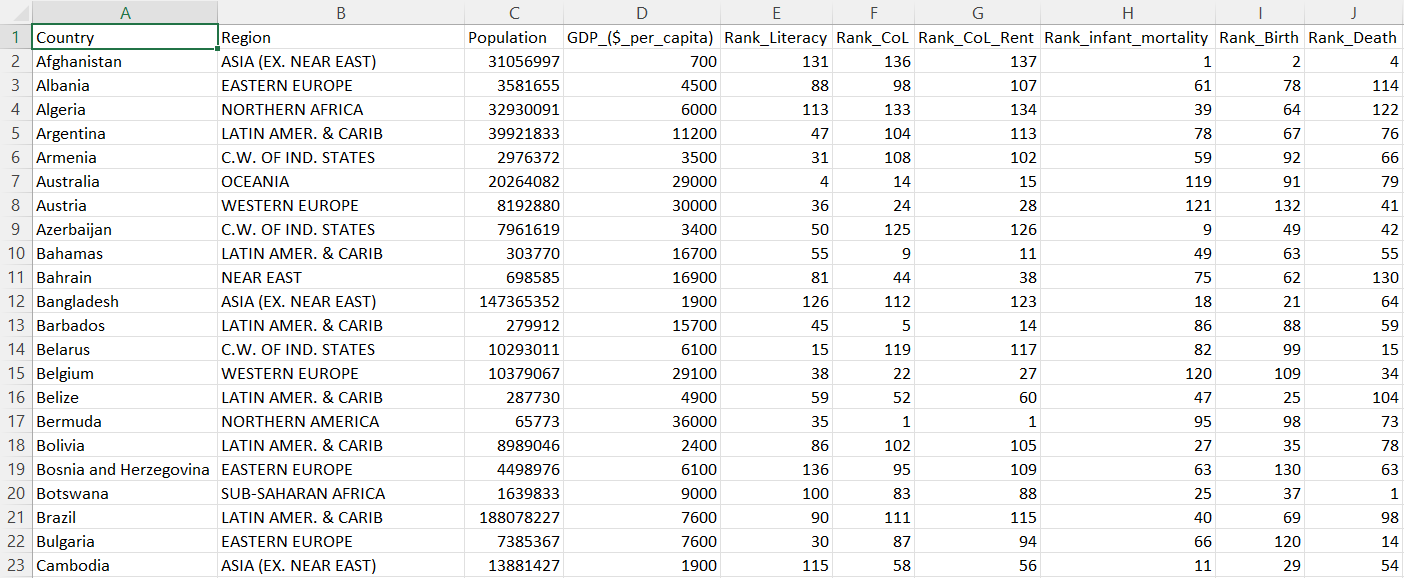 A B C D E F G H I J
1 Country Region Population GDP_($_per_capita) Rank_Literacy Rank_CoL Rank_CoL_Rent Rank_infant_mortality Rank_Birth Rank_Death
2 Afghanistan ASIA (EX. NEAR EAST) 31056997 700 131 136 137 1 2 4
3 Albania EASTERN EUROPE 3581655 4500 88 98 107 61 78 114
4 Algeria NORTHERN AFRICA 32930091 6000 113 133 134 39 64 122
5 Argentina LATIN AMER. & CARIB 39921833 11200 47 104 113 78 67 76
6 Armenia C.W. OF IND. STATES 2976372 3500 31 108 102 59 92 66
7 Australia OCEANIA 20264082 29000 4 14 15 119 91 79
8 Austria WESTERN EUROPE 8192880 30000 36 24 28 121 132 41
9 Azerbaijan C.W. OF IND. STATES 7961619 3400 50 125 126 9 49 42
10 Bahamas LATIN AMER. & CARIB 303770 16700 55 9 11 49 63 55
11 Bahrain NEAR EAST 698585 16900 81 44 38 75 62 130
12 Bangladesh ASIA (EX. NEAR EAST) 147365352 1900 126 112 123 18 21 64
13 Barbados LATIN AMER. & CARIB 279912 15700 45 5 14 86 88 59
14 Belarus C.W. OF IND. STATES 10293011 6100 15 119 117 82 99 15
15 Belgium WESTERN EUROPE 10379067 29100 38 22 27 120 109 34
16 Belize LATIN AMER. & CARIB 287730 4900 59 52 60 47 25 104
17 Bermuda NORTHERN AMERICA 65773 36000 35 1 1 95 98 73
18 Bolivia LATIN AMER. & CARIB 8989046 2400 86 102 105 27 35 78
19 Bosnia and Herzegovina EASTERN EUROPE 4498976 6100 136 95 109 63 130 63
20 Botswana SUB-SAHARAN AFRICA 1639833 9000 100 83 88 25 37 1
21 Brazil LATIN AMER. & CARIB 188078227 7600 90 111 115 40 69 98
22 Bulgaria EASTERN EUROPE 7385367 7600 30 87 94 66 120 14
23 Cambodia ASIA (EX. NEAR EAST) 13881427 1900 115 58 56 11 29 54